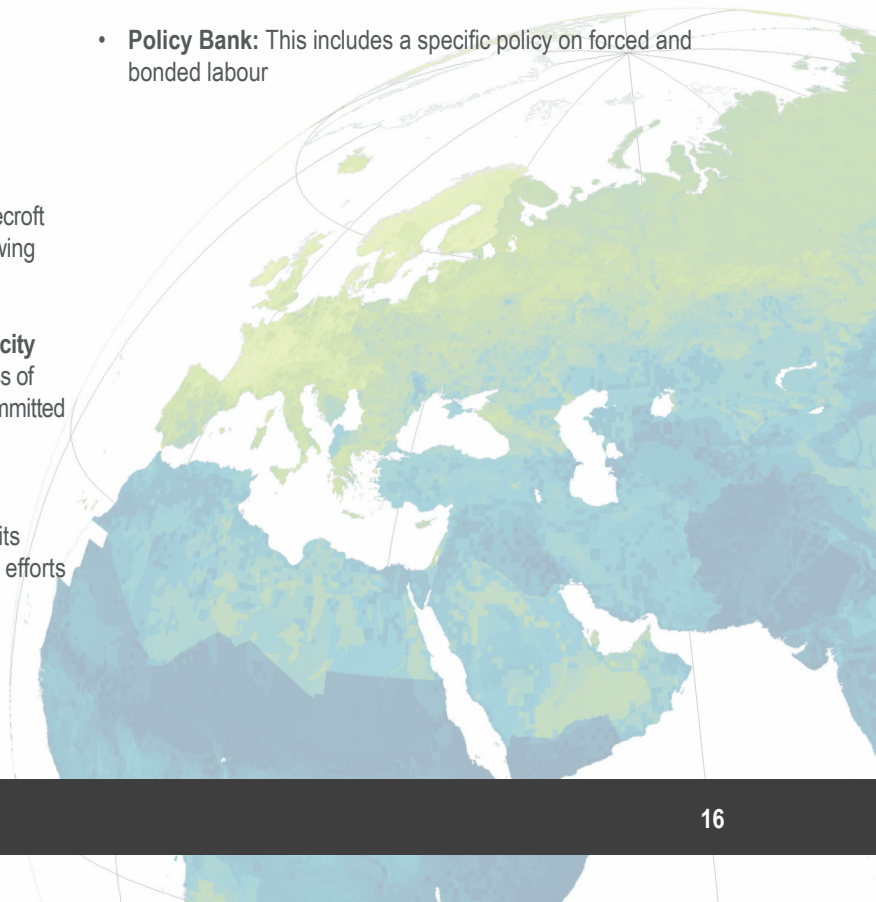 • Policy Bank: This includes a specific policy on forced and
bonded labour
ecroft
wing
city
s of
mmitted
its
efforts
16